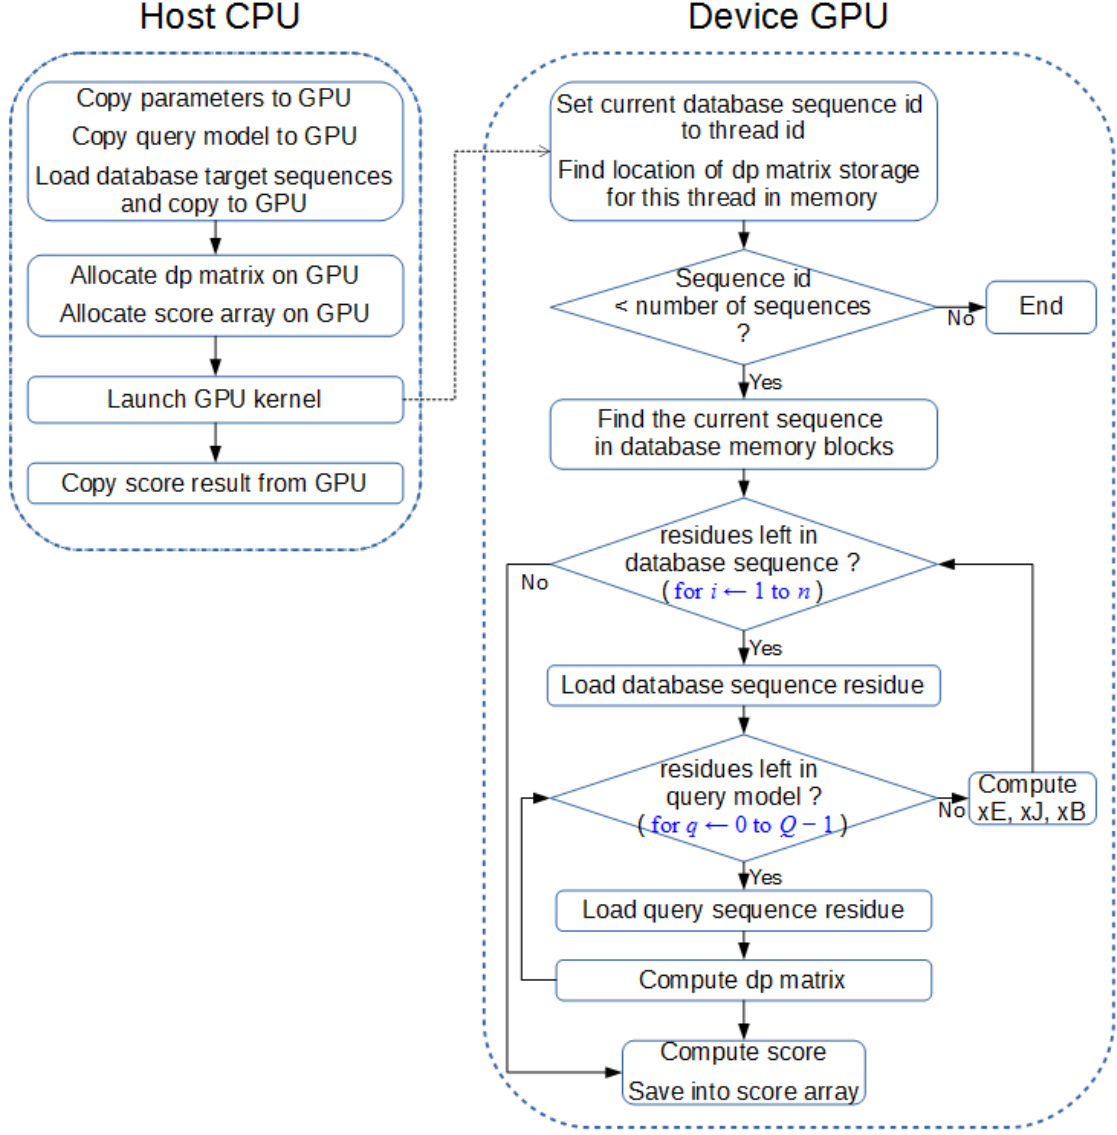 Host CPU
Copy parameters to GPU
Copy query model to GPU
Load database target sequences
and copy to GPU
Allocate dp matrix on GPU
Allocate score array on GPU
Launch GPU kernel
Copy score result from GPU
Device GPU
Set current database sequence id
to thread id
Find location of dp matrix storage
for this thread in memory
Sequence id
< number of sequences
?
No
End
Yes
Find the current sequence
in database memory blocks
residues left in
database sequence ?
( for i ← 1 to n )
No
Yes
Load database sequence residue
residues left in
query model ?
( for q ← 0 to Q − 1 )
No
Compute
xE, xJ, xB
Yes
Load query sequence residue
Compute dp matrix
Compute score
Save into score array